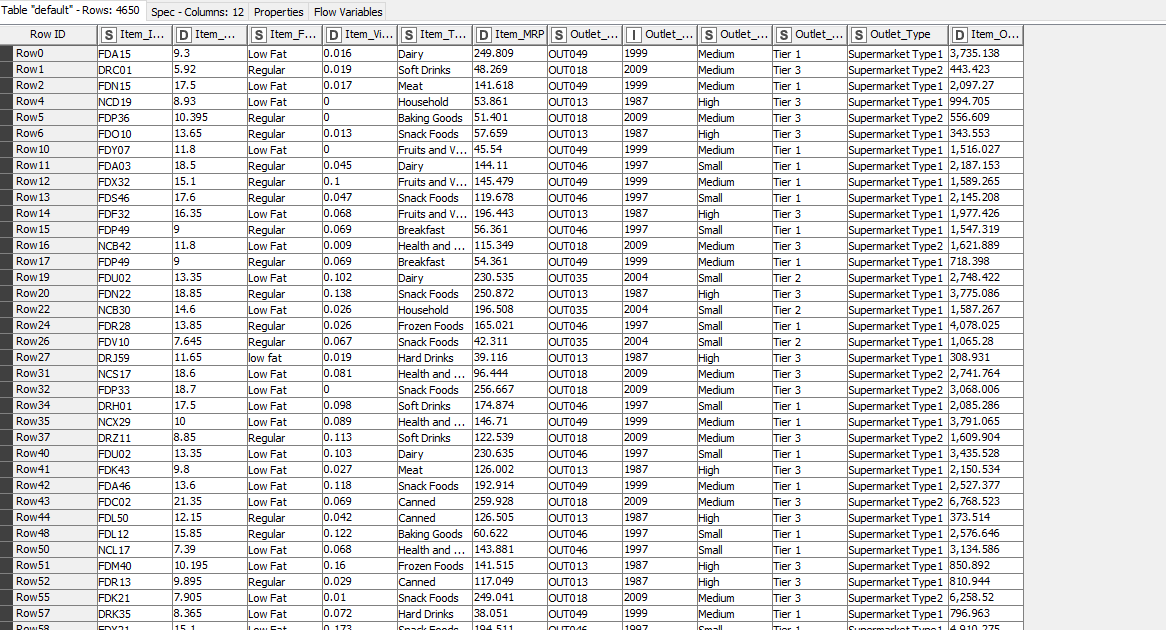 Table "default" - Rows: 4650 Spec - Columns: 12 Properties Flow Variables
Row ID S Item_I... D Item_... S Item_F... D Item_Vi... S Item_T... D Item_MRP S Outlet_... I Outlet_... S Outlet_... S Outlet_... S Outlet_Type D Item_O...
Row0 FDA15 9.3 Low Fat 0.016 Dairy 249.809 OUT049 1999 Medium Tier 1 Supermarket Type1 3,735.138
Row1 DRC01 5.92 Regular 0.019 Soft Drinks 48.269 OUT018 2009 Medium Tier 3 Supermarket Type2 443.423
Row2 FDN15 17.5 Low Fat 0.017 Meat 141.618 OUT049 1999 Medium Tier 1 Supermarket Type1 2,097.27
Row4 NCD19 8.93 Low Fat 0 Household 53.861 OUT013 1987 High Tier 3 Supermarket Type1 994.705
Row5 FDP36 10.395 Regular 0 Baking Goods 51.401 OUT018 2009 Medium Tier 3 Supermarket Type2 556.609
Row6 FDO10 13.65 Regular 0.013 Snack Foods 57.659 OUT013 1987 High Tier 3 Supermarket Type1 343.553
Row10 FDY07 11.8 Low Fat 0 Fruits and V... 45.54 OUT049 1999 Medium Tier 1 Supermarket Type1 1,516.027
Row11 FDA03 18.5 Regular 0.045 Dairy 144.11 OUT046 1997 Small Tier 1 Supermarket Type1 2,187.153
Row12 FDX32 15.1 Regular 0.1 Fruits and V... 145.479 OUT049 1999 Medium Tier 1 Supermarket Type1 1,589.265
Row13 FDS46 17.6 Regular 0.047 Snack Foods 119.678 OUT046 1997 Small Tier 1 Supermarket Type1 2,145.208
Row14 FDF32 16.35 Low Fat 0.068 Fruits and V... 196.443 OUT013 1987 High Tier 3 Supermarket Type1 1,977.426
Row15 FDP49 9 Regular 0.069 Breakfast 56.361 OUT046 1997 Small Tier 1 Supermarket Type1 1,547.319
Row16 NCB42 11.8 Low Fat 0.009 Health and ... 115.349 OUT018 2009 Medium Tier 3 Supermarket Type2 1,621.889
Row17 FDP49 9 Regular 0.069 Breakfast 54.361 OUT049 1999 Medium Tier 1 Supermarket Type1 718.398
Row19 FDU02 13.35 Low Fat 0.102 Dairy 230.535 OUT035 2004 Small Tier 2 Supermarket Type1 2,748.422
Row20 FDN22 18.85 Regular 0.138 Snack Foods 250.872 OUT013 1987 High Tier 3 Supermarket Type1 3,775.086
Row22 NCB30 14.6 Low Fat 0.026 Household 196.508 OUT035 2004 Small Tier 2 Supermarket Type1 1,587.267
Row24 FDR28 13.85 Regular 0.026 Frozen Foods 165.021 OUT046 1997 Small Tier 1 Supermarket Type1 4,078.025
Row26 FDV10 7.645 Regular 0.067 Snack Foods 42.311 OUT035 2004 Small Tier 2 Supermarket Type1 1,065.28
Row27 DRJ59 11.65 low fat 0.019 Hard Drinks 39.116 OUT013 1987 High Tier 3 Supermarket Type1 308.931
Row31 NCS17 18.6 Low Fat 0.081 Health and ... 96.444 OUT018 2009 Medium Tier 3 Supermarket Type2 2,741.764
Row32 FDP33 18.7 Low Fat 0 Snack Foods 256.667 OUT018 2009 Medium Tier 3 Supermarket Type2 3,068.006
Row34 DRH01 17.5 Low Fat 0.098 Soft Drinks 174.874 OUT046 1997 Small Tier 1 Supermarket Type1 2,085.286
Row35 NCX29 10 Low Fat 0.089 Health and ... 146.71 OUT049 1999 Medium Tier 1 Supermarket Type1 3,791.065
Row37 DRZ11 8.85 Regular 0.113 Soft Drinks 122.539 OUT018 2009 Medium Tier 3 Supermarket Type2 1,609.904
Row40 FDU02 13.35 Low Fat 0.103 Dairy 230.635 OUT046 1997 Small Tier 1 Supermarket Type1 3,435.528
Row41 FDK43 9.8 Low Fat 0.027 Meat 126.002 OUT013 1987 High Tier 3 Supermarket Type1 2,150.534
Row42 FDA46 13.6 Low Fat 0.118 Snack Foods 192.914 OUT049 1999 Medium Tier 1 Supermarket Type1 2,527.377
Row43 FDC02 21.35 Low Fat 0.069 Canned 259.928 OUT018 2009 Medium Tier 3 Supermarket Type2 6,768.523
Row44 FDL50 12.15 Regular 0.042 Canned 126.505 OUT013 1987 High Tier 3 Supermarket Type1 373.514
Row48 FDL12 15.85 Regular 0.122 Baking Goods 60.622 OUT046 1997 Small Tier 1 Supermarket Type1 2,576.646
Row50 NCL17 7.39 Low Fat 0.068 Health and ... 143.881 OUT046 1997 Small Tier 1 Supermarket Type1 3,134.586
Row51 FDM40 10.195 Low Fat 0.16 Frozen Foods 141.515 OUT013 1987 High Tier 3 Supermarket Type1 850.892
Row52 FDR13 9.895 Regular 0.029 Canned 117.049 OUT013 1987 High Tier 3 Supermarket Type1 810.944
Row55 FDK21 7.905 Low Fat 0.01 Snack Foods 249.041 OUT018 2009 Medium Tier 3 Supermarket Type2 6,258.52
Row57 DRK35 8.365 Low Fat 0.072 Hard Drinks 38.051 OUT049 1999 Medium Tier 1 Supermarket Type1 796.963
Row58 FDX21 15.1 Low Fat 0.173 Snack Foods 194.511 OUT046 1997 Small Tier 1 Supermarket Type1 4,910.275